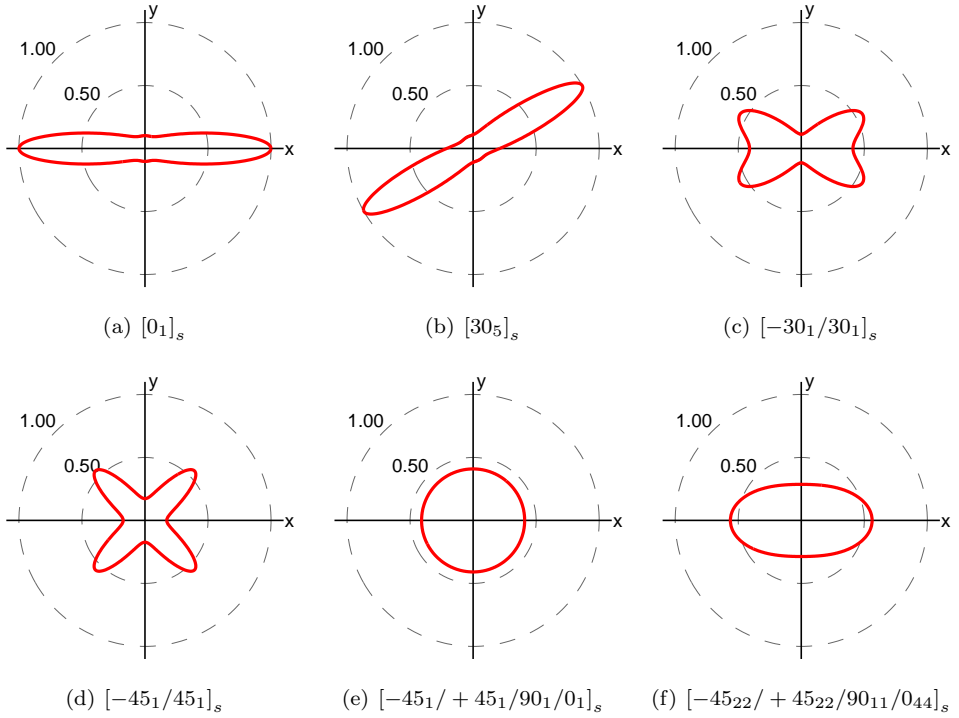 y
1.00
0.50
x
(a) [0₁]ₛ
y
1.00
0.50
x
(b) [30₅]ₛ
y
1.00
0.50
x
(c) [−30₁/30₁]ₛ
y
1.00
0.50
x
(d) [−45₁/45₁]ₛ
y
1.00
0.50
x
(e) [−45₁/ + 45₁/90₁/0₁]ₛ
y
1.00
0.50
x
(f) [−45₂₂/ + 45₂₂/90₁₁/0₄₄]ₛ